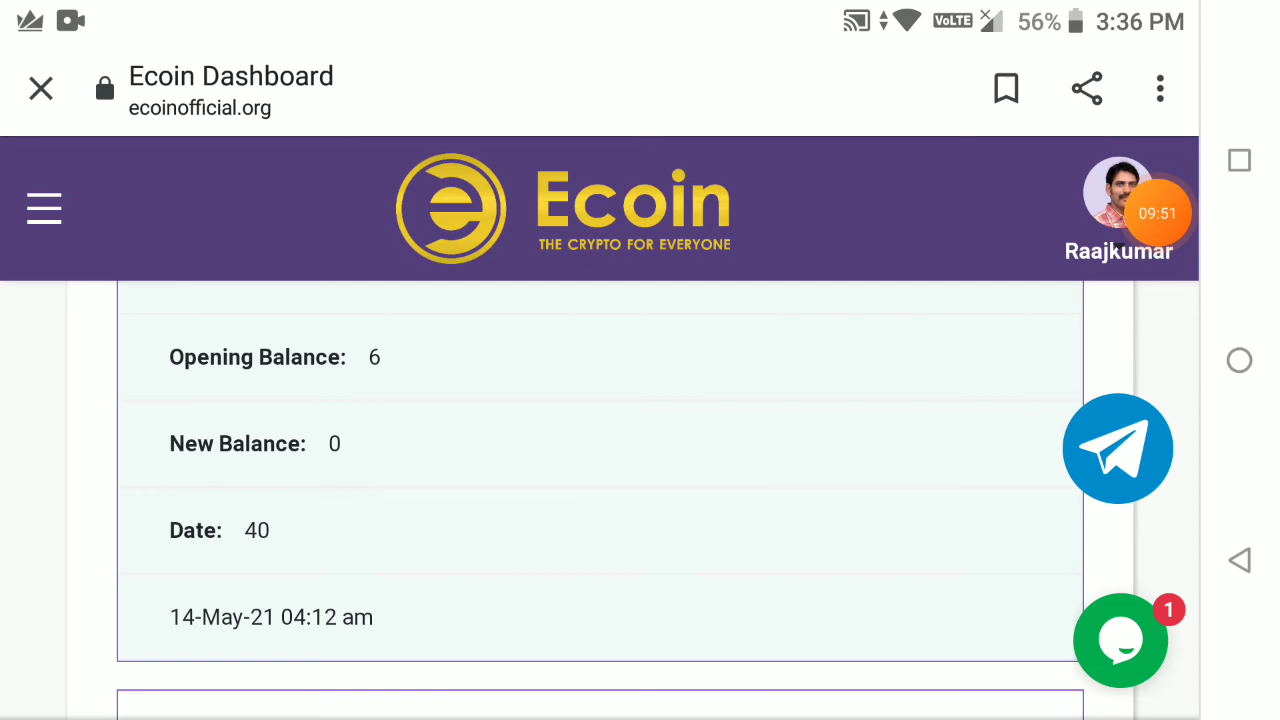 VoLTE 56% 3:36 PM
Ecoin Dashboard
ecoinofficial.org
Ecoin
THE CRYPTO FOR EVERYONE
09:51
Raajkumar
Opening Balance: 6
New Balance: 0
Date: 40
14-May-21 04:12 am
1